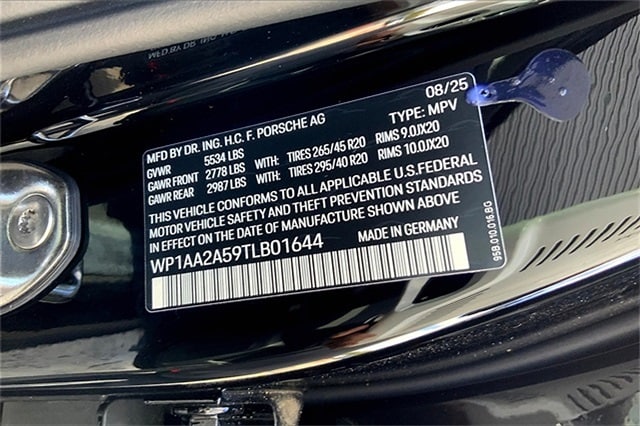 08/25
MFD BY DR. ING. H.C. F. PORSCHE AG TYPE: MPV
GVWR 5534 LBS
GAWR FRONT 2778 LBS WITH: TIRES 265/45 R20 RIMS 9.0JX20
GAWR REAR 2987 LBS WITH: TIRES 295/40 R20 RIMS 10.0JX20
THIS VEHICLE CONFORMS TO ALL APPLICABLE U.S.FEDERAL
MOTOR VEHICLE SAFETY AND THEFT PREVENTION STANDARDS
IN EFFECT ON THE DATE OF MANUFACTURE SHOWN ABOVE
WP1AA2A59TLB01644 MADE IN GERMANY
95B.010.016.BG